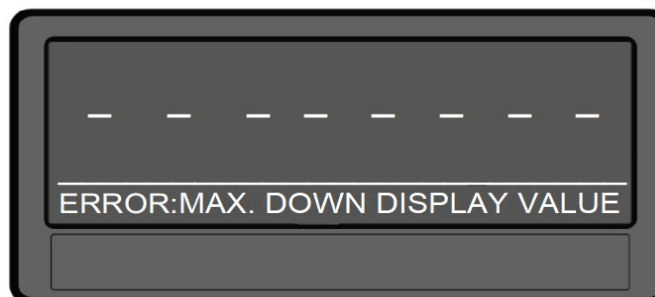 _ _ _ _ _ _ _ _
ERROR:MAX. DOWN DISPLAY VALUE